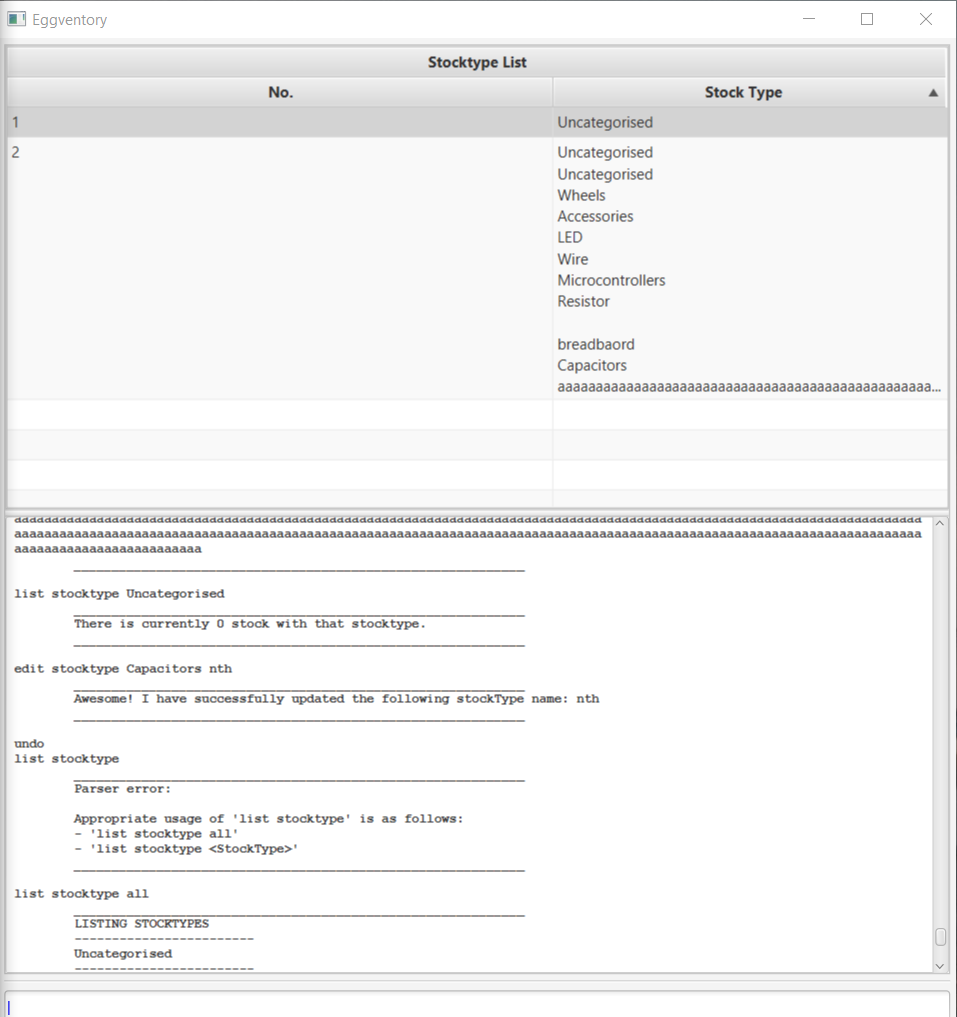 Eggventory
Stocktype List
No.
Stock Type
1
Uncategorised
2
Uncategorised
Uncategorised
Wheels
Accessories
LED
Wire
Microcontrollers
Resistor
breadbaord
Capacitors
list stocktype Uncategorised
There is currently 0 stock with that stocktype.
edit stocktype Capacitors nth
Awesome! I have successfully updated the following stockType name: nth
undo
list stocktype
Parser error:
Appropriate usage of 'list stocktype' is as follows:
- 'list stocktype all'
- 'list stocktype <StockType>'
list stocktype all
LISTING STOCKTYPES
------------------------
Uncategorised
------------------------